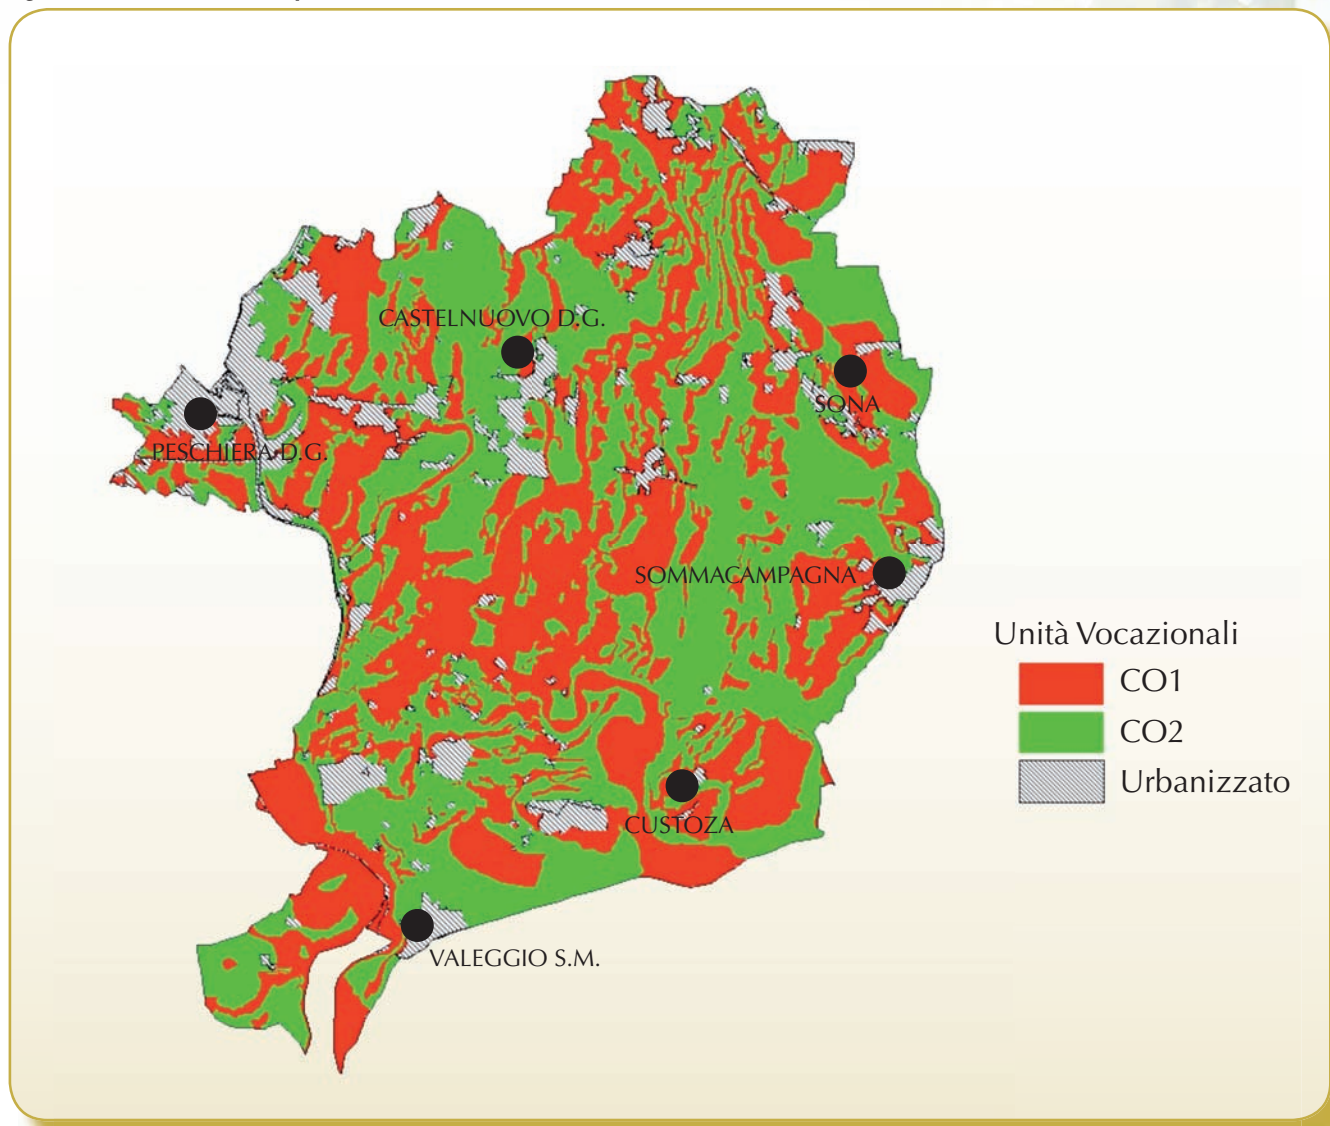 CASTELNUOVO D.G.
SONA
PESCHIERA D.G.
SOMMACAMPAGNA
Unità Vocazionali
CO1
CO2
Urbanizzato
CUSTOZA
VALEGGIO S.M.